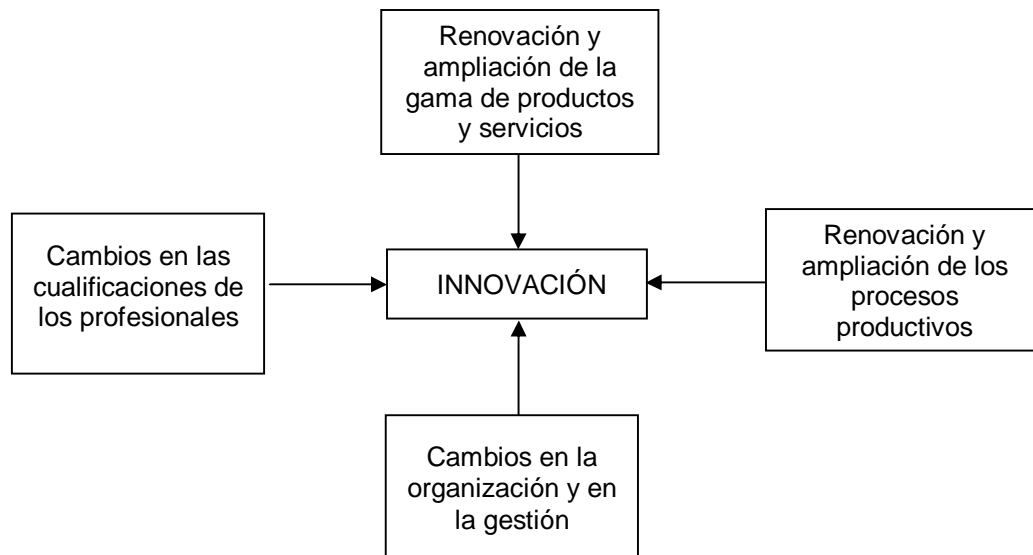 Renovación y
ampliación de la
gama de productos
y servicios
Cambios en las
cualificaciones de
los profesionales
INNOVACIÓN
Renovación y
ampliación de los
procesos
productivos
Cambios en la
organización y en
la gestión